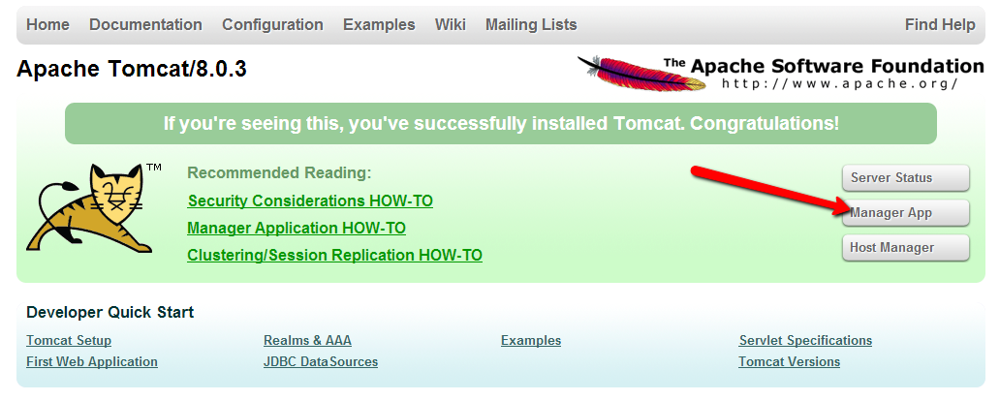 Home Documentation Configuration Examples Wiki Mailing Lists Find Help
Apache Tomcat/8.0.3
The Apache Software Foundation
http://www.apache.org/
If you're seeing this, you've successfully installed Tomcat. Congratulations!
TM
Recommended Reading:
Security Considerations HOW-TO
Manager Application HOW-TO
Clustering/Session Replication HOW-TO
Server Status
Manager App
Host Manager
Developer Quick Start
Tomcat Setup Realms & AAA Examples Servlet Specifications
First Web Application JDBC DataSources Tomcat Versions